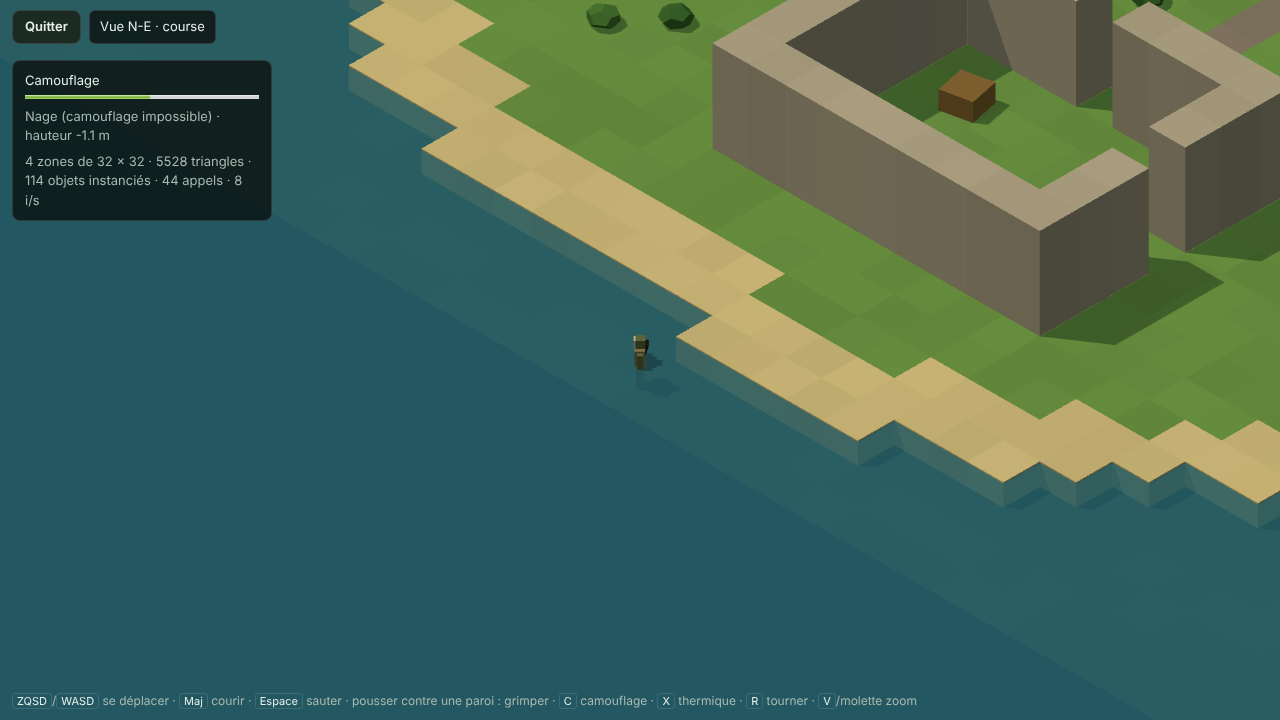 Quitter
Vue N-E · course
Camouflage
Nage (camouflage impossible) ·
hauteur -1.1 m
4 zones de 32 × 32 · 5528 triangles ·
114 objets instanciés · 44 appels · 8
i/s
ZQSD/WASD se déplacer · Maj courir · Espace sauter · pousser contre une paroi : grimper · C camouflage · X thermique · R tourner · V/molette zoom